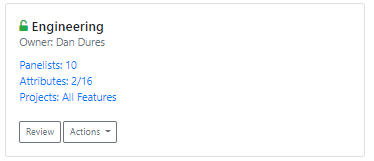 Engineering
Owner: Dan Dures
Panelists: 10
Attributes: 2/16
Projects: All Features
Review
Actions